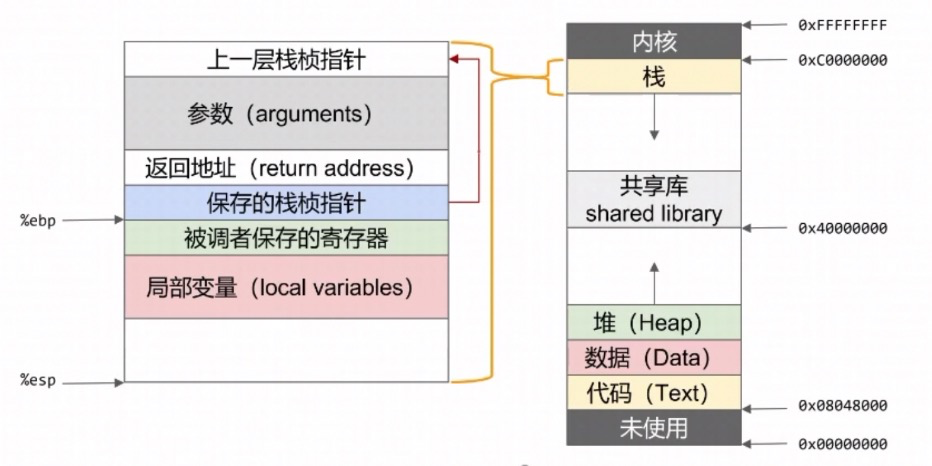 上一层栈桢指针
参数（arguments）
返回地址（return address）
保存的栈桢指针
被调者保存的寄存器
局部变量（local variables）
%ebp
%esp
内核
栈
共享库
shared library
堆（Heap）
数据（Data）
代码（Text）
未使用
0xFFFFFFFF
0xC0000000
0x40000000
0x08048000
0x00000000